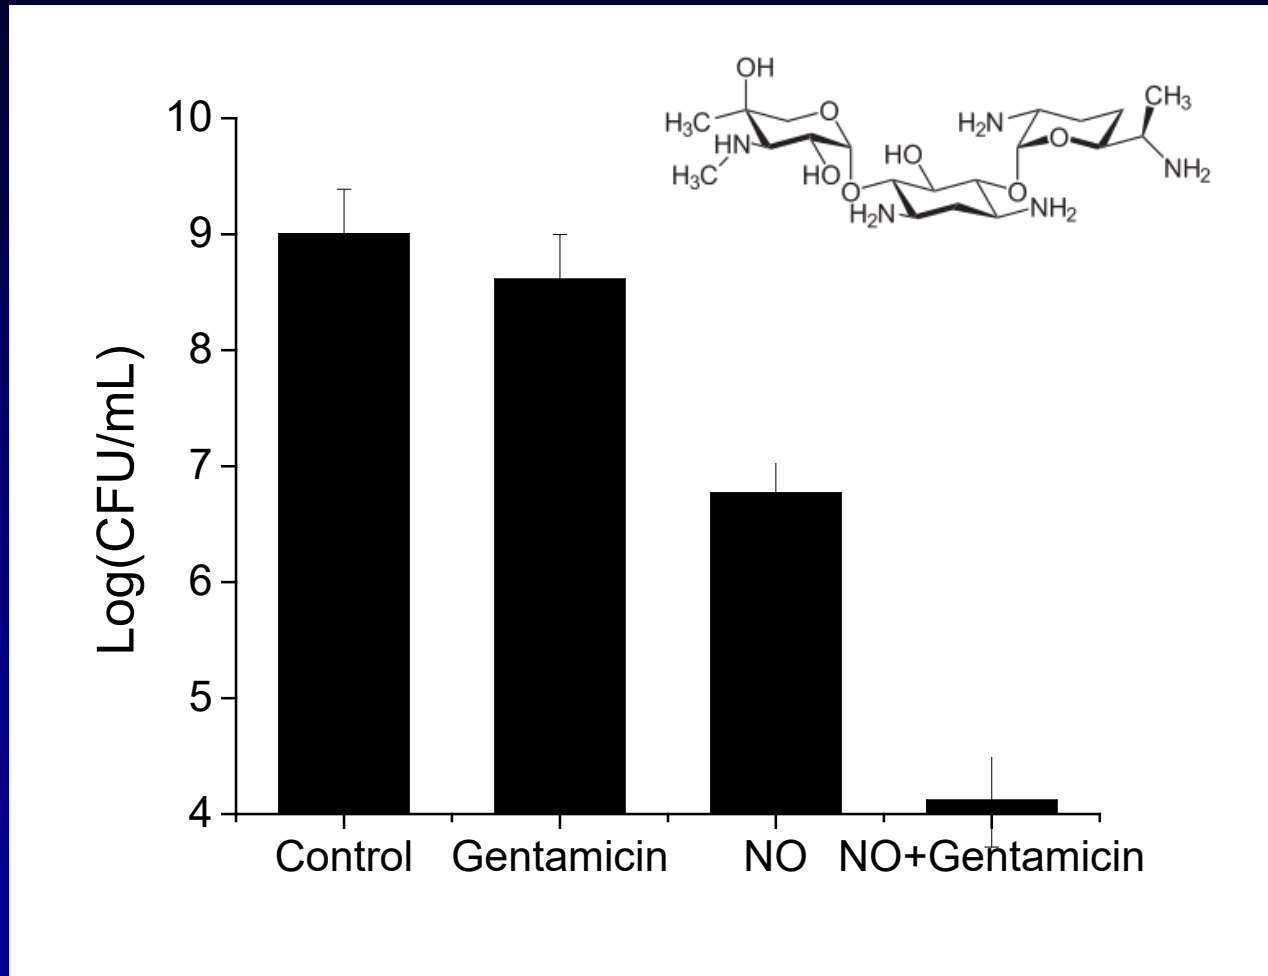 OH
H₃C
HN
H₃C
O
HO
O
HO
H₂N
NH₂
O
H₂N
O
CH₃
NH₂
10
9
8
7
6
5
4
Log(CFU/mL)
Control Gentamicin NO NO+Gentamicin